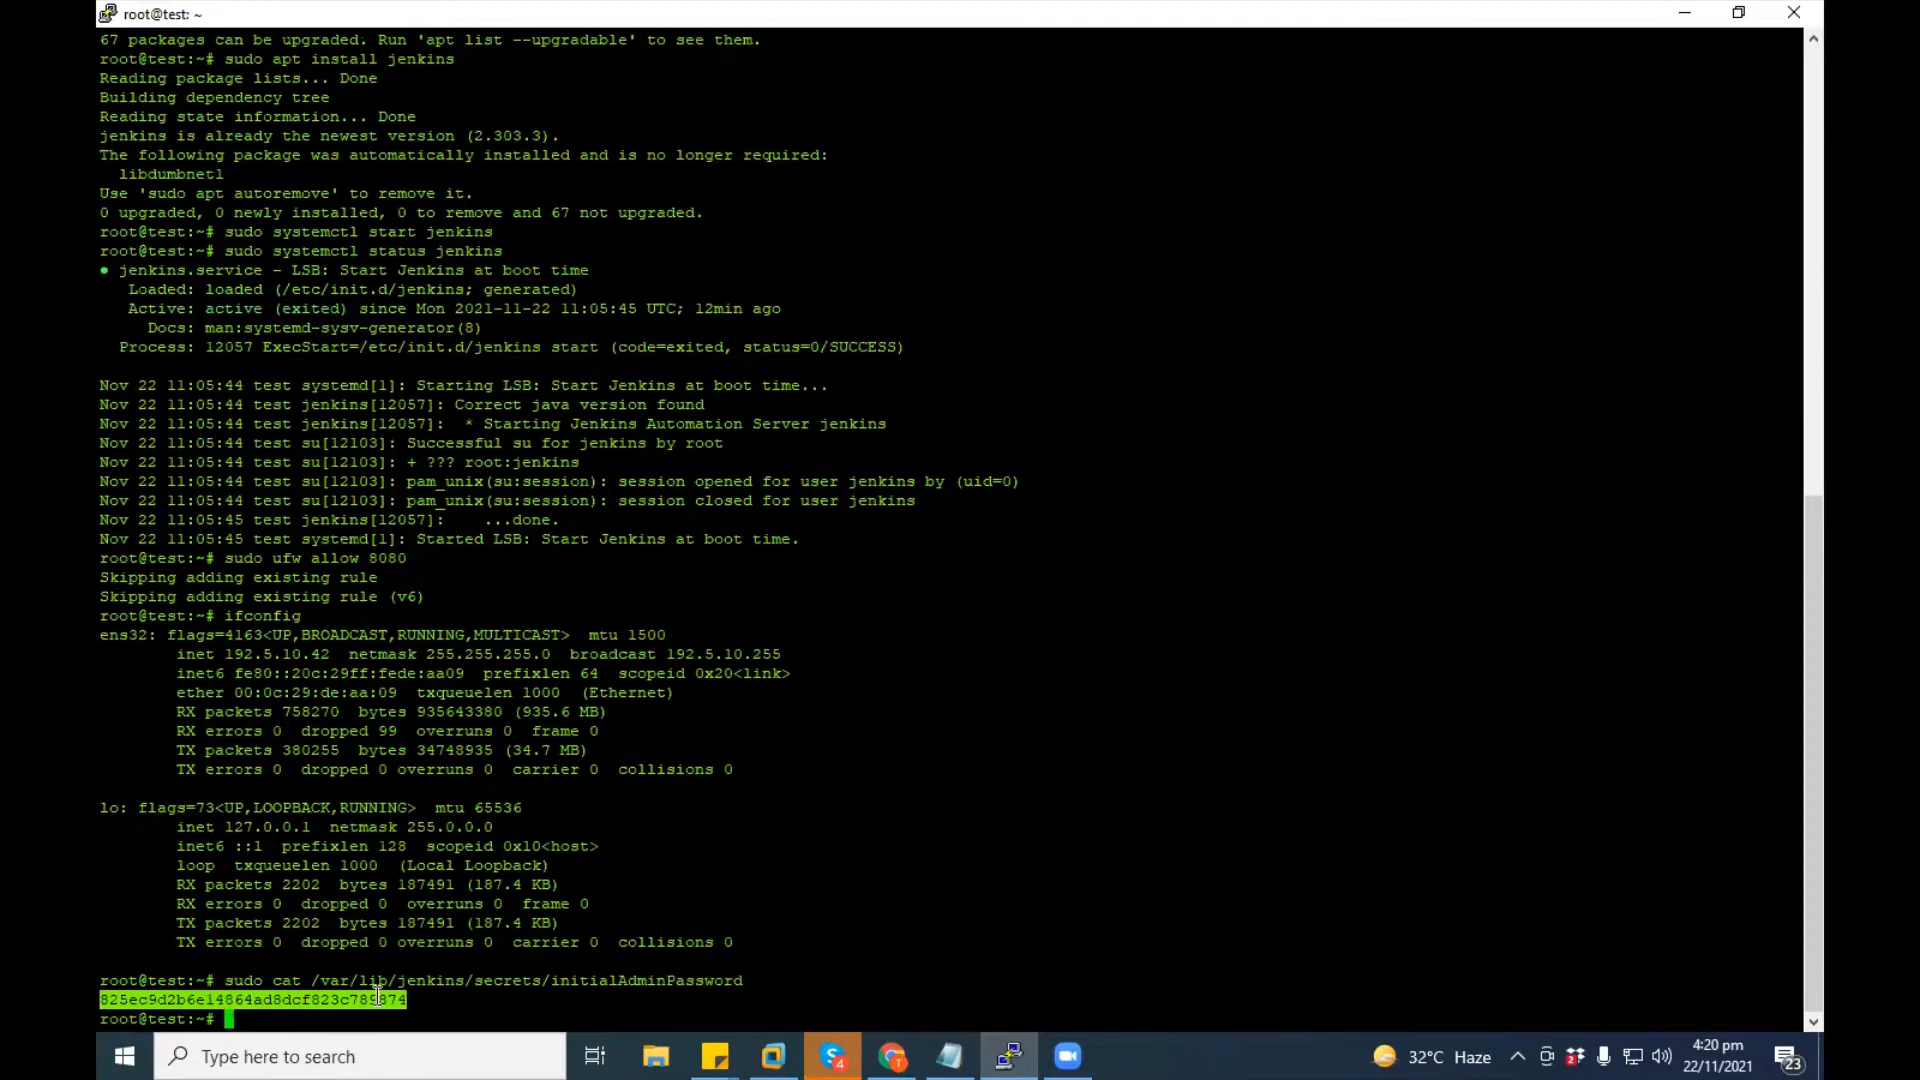 root@test: ~
67 packages can be upgraded. Run 'apt list --upgradable' to see them.
root@test:~# sudo apt install jenkins
Reading package lists... Done
Building dependency tree
Reading state information... Done
jenkins is already the newest version (2.303.3).
The following package was automatically installed and is no longer required:
  libdumbnet1
Use 'sudo apt autoremove' to remove it.
0 upgraded, 0 newly installed, 0 to remove and 67 not upgraded.
root@test:~# sudo systemctl start jenkins
root@test:~# sudo systemctl status jenkins
● jenkins.service - LSB: Start Jenkins at boot time
   Loaded: loaded (/etc/init.d/jenkins; generated)
   Active: active (exited) since Mon 2021-11-22 11:05:45 UTC; 12min ago
     Docs: man:systemd-sysv-generator(8)
  Process: 12057 ExecStart=/etc/init.d/jenkins start (code=exited, status=0/SUCCESS)
Nov 22 11:05:44 test systemd[1]: Starting LSB: Start Jenkins at boot time...
Nov 22 11:05:44 test jenkins[12057]: Correct java version found
Nov 22 11:05:44 test jenkins[12057]:  * Starting Jenkins Automation Server jenkins
Nov 22 11:05:44 test su[12103]: Successful su for jenkins by root
Nov 22 11:05:44 test su[12103]: + ??? root:jenkins
Nov 22 11:05:44 test su[12103]: pam_unix(su:session): session opened for user jenkins by (uid=0)
Nov 22 11:05:44 test su[12103]: pam_unix(su:session): session closed for user jenkins
Nov 22 11:05:45 test jenkins[12057]:    ...done.
Nov 22 11:05:45 test systemd[1]: Started LSB: Start Jenkins at boot time.
root@test:~# sudo ufw allow 8080
Skipping adding existing rule
Skipping adding existing rule (v6)
root@test:~# ifconfig
ens32: flags=4163<UP,BROADCAST,RUNNING,MULTICAST>  mtu 1500
        inet 192.5.10.42  netmask 255.255.255.0  broadcast 192.5.10.255
        inet6 fe80::20c:29ff:fede:aa09  prefixlen 64  scopeid 0x20<link>
        ether 00:0c:29:de:aa:09  txqueuelen 1000  (Ethernet)
        RX packets 758270  bytes 935643380 (935.6 MB)
        RX errors 0  dropped 99  overruns 0  frame 0
        TX packets 380255  bytes 34748935 (34.7 MB)
        TX errors 0  dropped 0 overruns 0  carrier 0  collisions 0
lo: flags=73<UP,LOOPBACK,RUNNING>  mtu 65536
        inet 127.0.0.1  netmask 255.0.0.0
        inet6 ::1  prefixlen 128  scopeid 0x10<host>
        loop  txqueuelen 1000  (Local Loopback)
        RX packets 2202  bytes 187491 (187.4 KB)
        RX errors 0  dropped 0  overruns 0  frame 0
        TX packets 2202  bytes 187491 (187.4 KB)
        TX errors 0  dropped 0 overruns 0  carrier 0  collisions 0
root@test:~# sudo cat /var/lib/jenkins/secrets/initialAdminPassword
825ec9d2b6e14864ad8dcf823c789874
root@test:~#
Type here to search
4
32°C  Haze
2
4:20 pm
22/11/2021
23